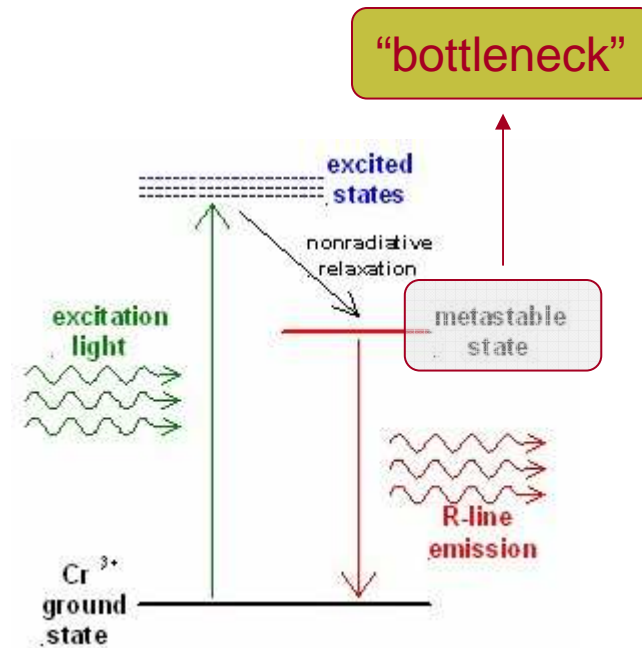 “bottleneck”
excited
states
nonradiative
relaxation
excitation
light
metastable
state
R-line
emission
Cr 3+
ground
state